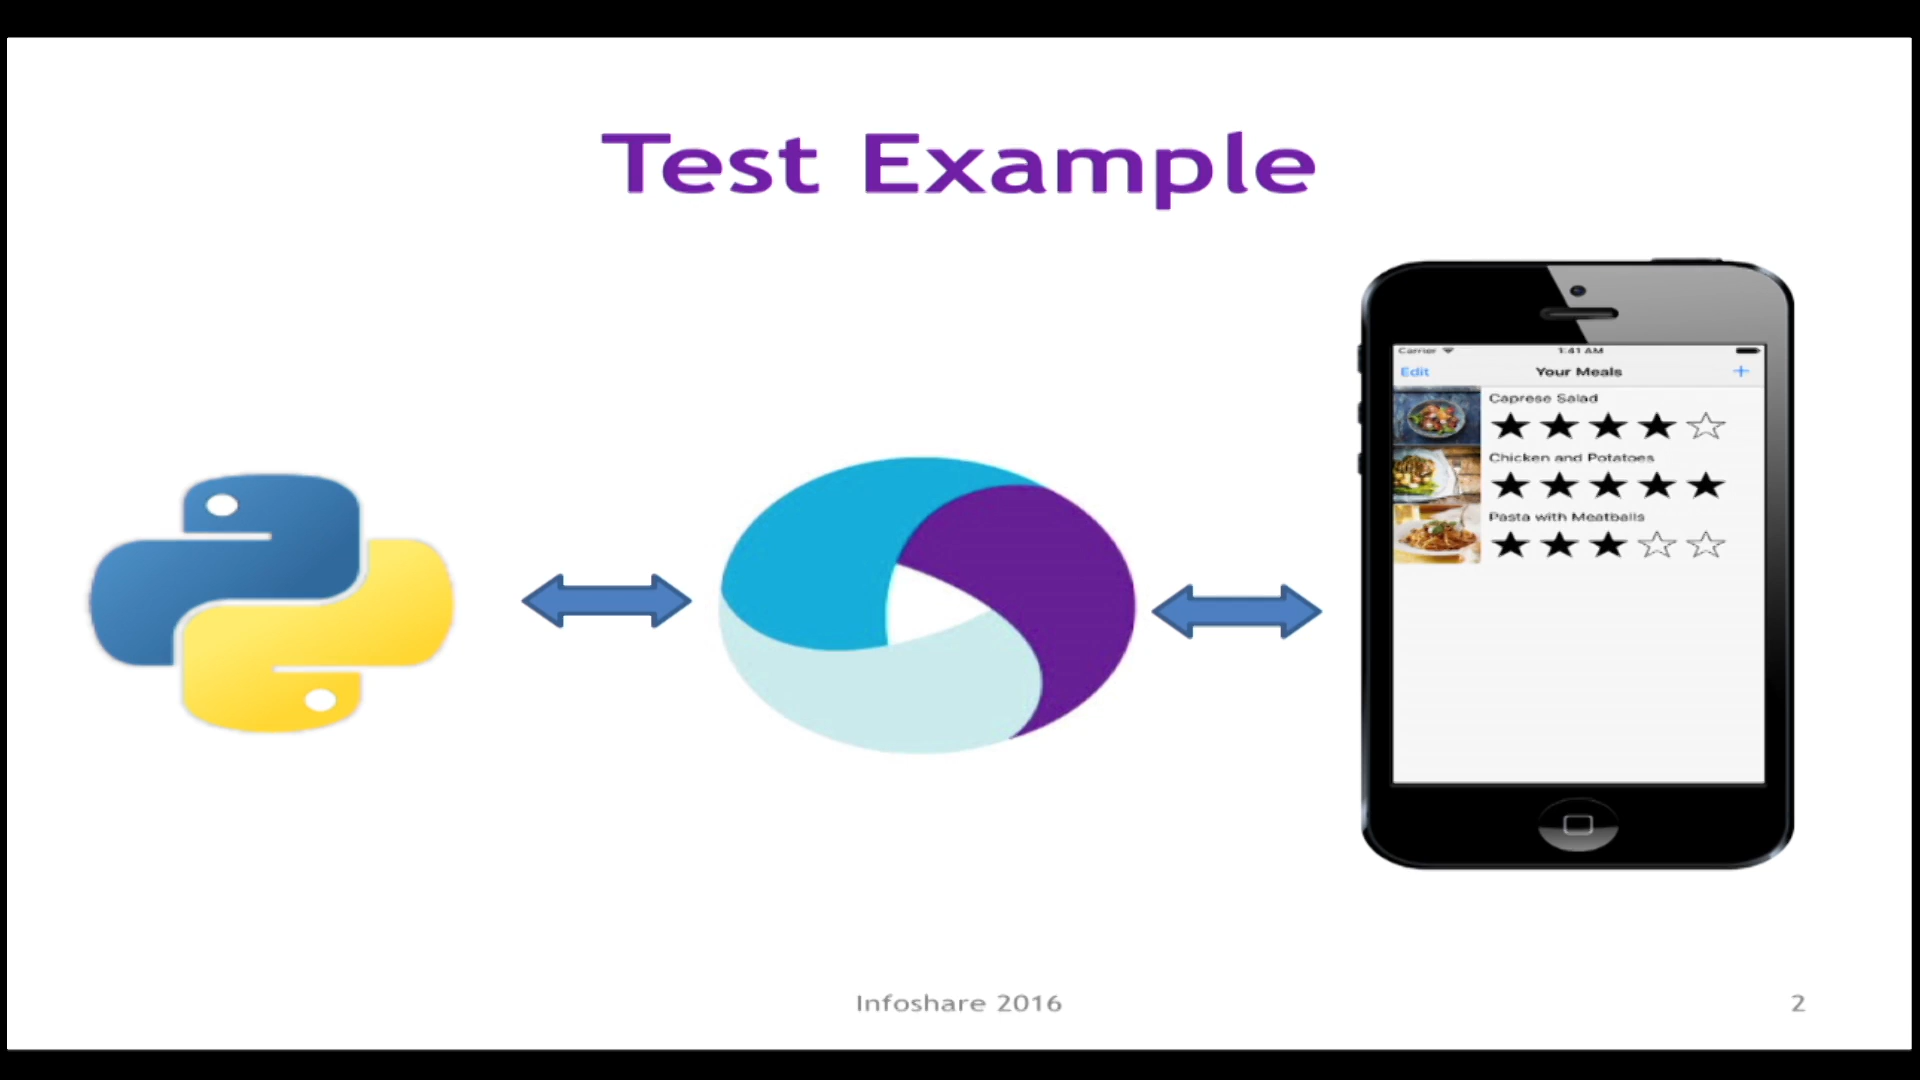 Test Example
Carrier 1:41 AM
Edit Your Meals +
Caprese Salad
Chicken and Potatoes
Pasta with Meatballs
Infoshare 2016 2